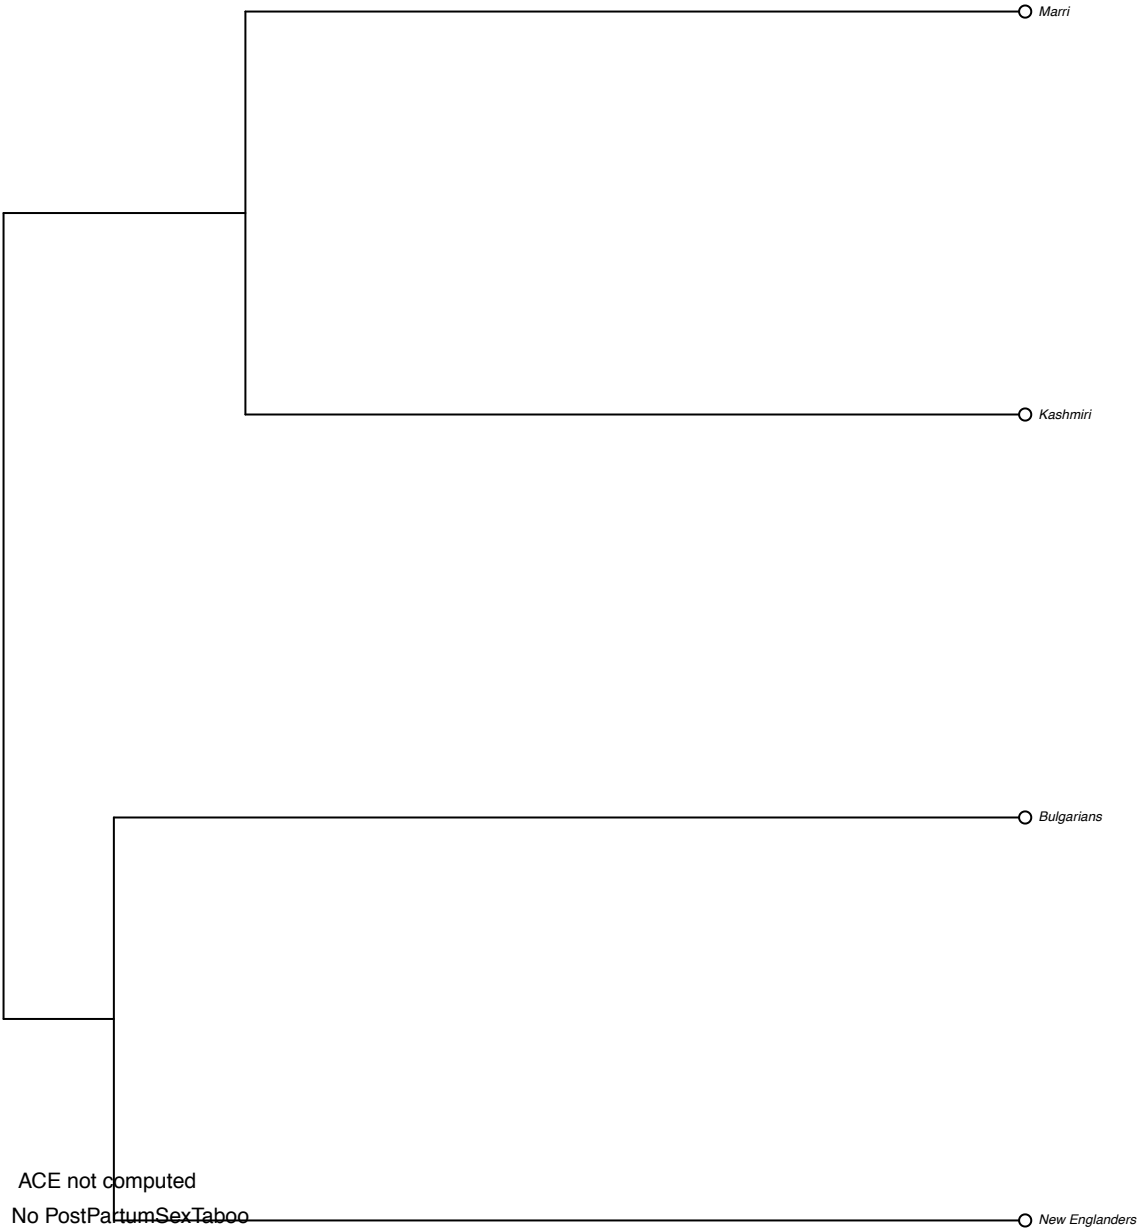 Marri
Kashmiri
Bulgarians
ACE not computed
No PostPartumSexTaboo
New Englanders